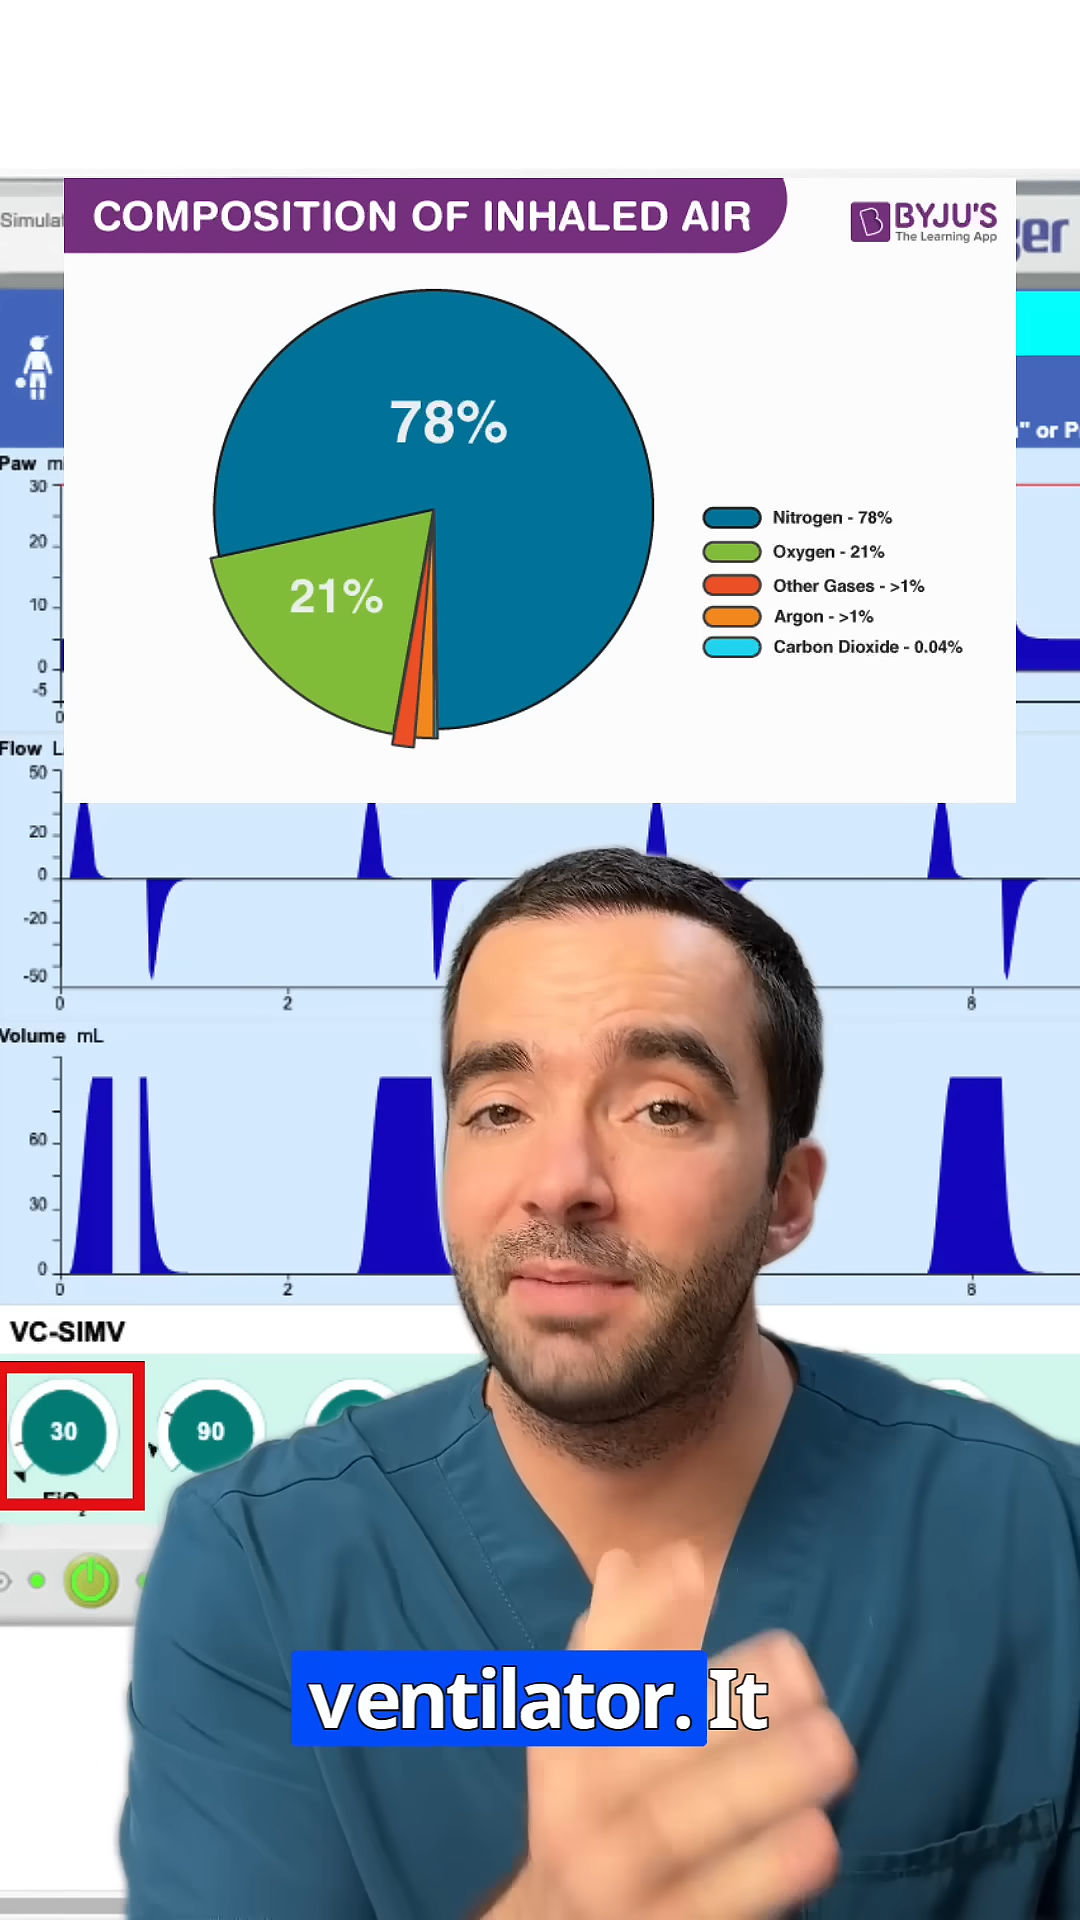 COMPOSITION OF INHALED AIR
BYJU'S
The Learning App
Simulat
ger
78%
21%
Nitrogen - 78%
Oxygen - 21%
Other Gases - >1%
Argon - >1%
Carbon Dioxide - 0.04%
" or P
Paw m
30
20
10
0
-5
0
Flow L
50
20
0
-20
-50
0
2
8
Volume mL
60
30
0
0
2
8
VC-SIMV
30
90
FiO₂
ventilator. It